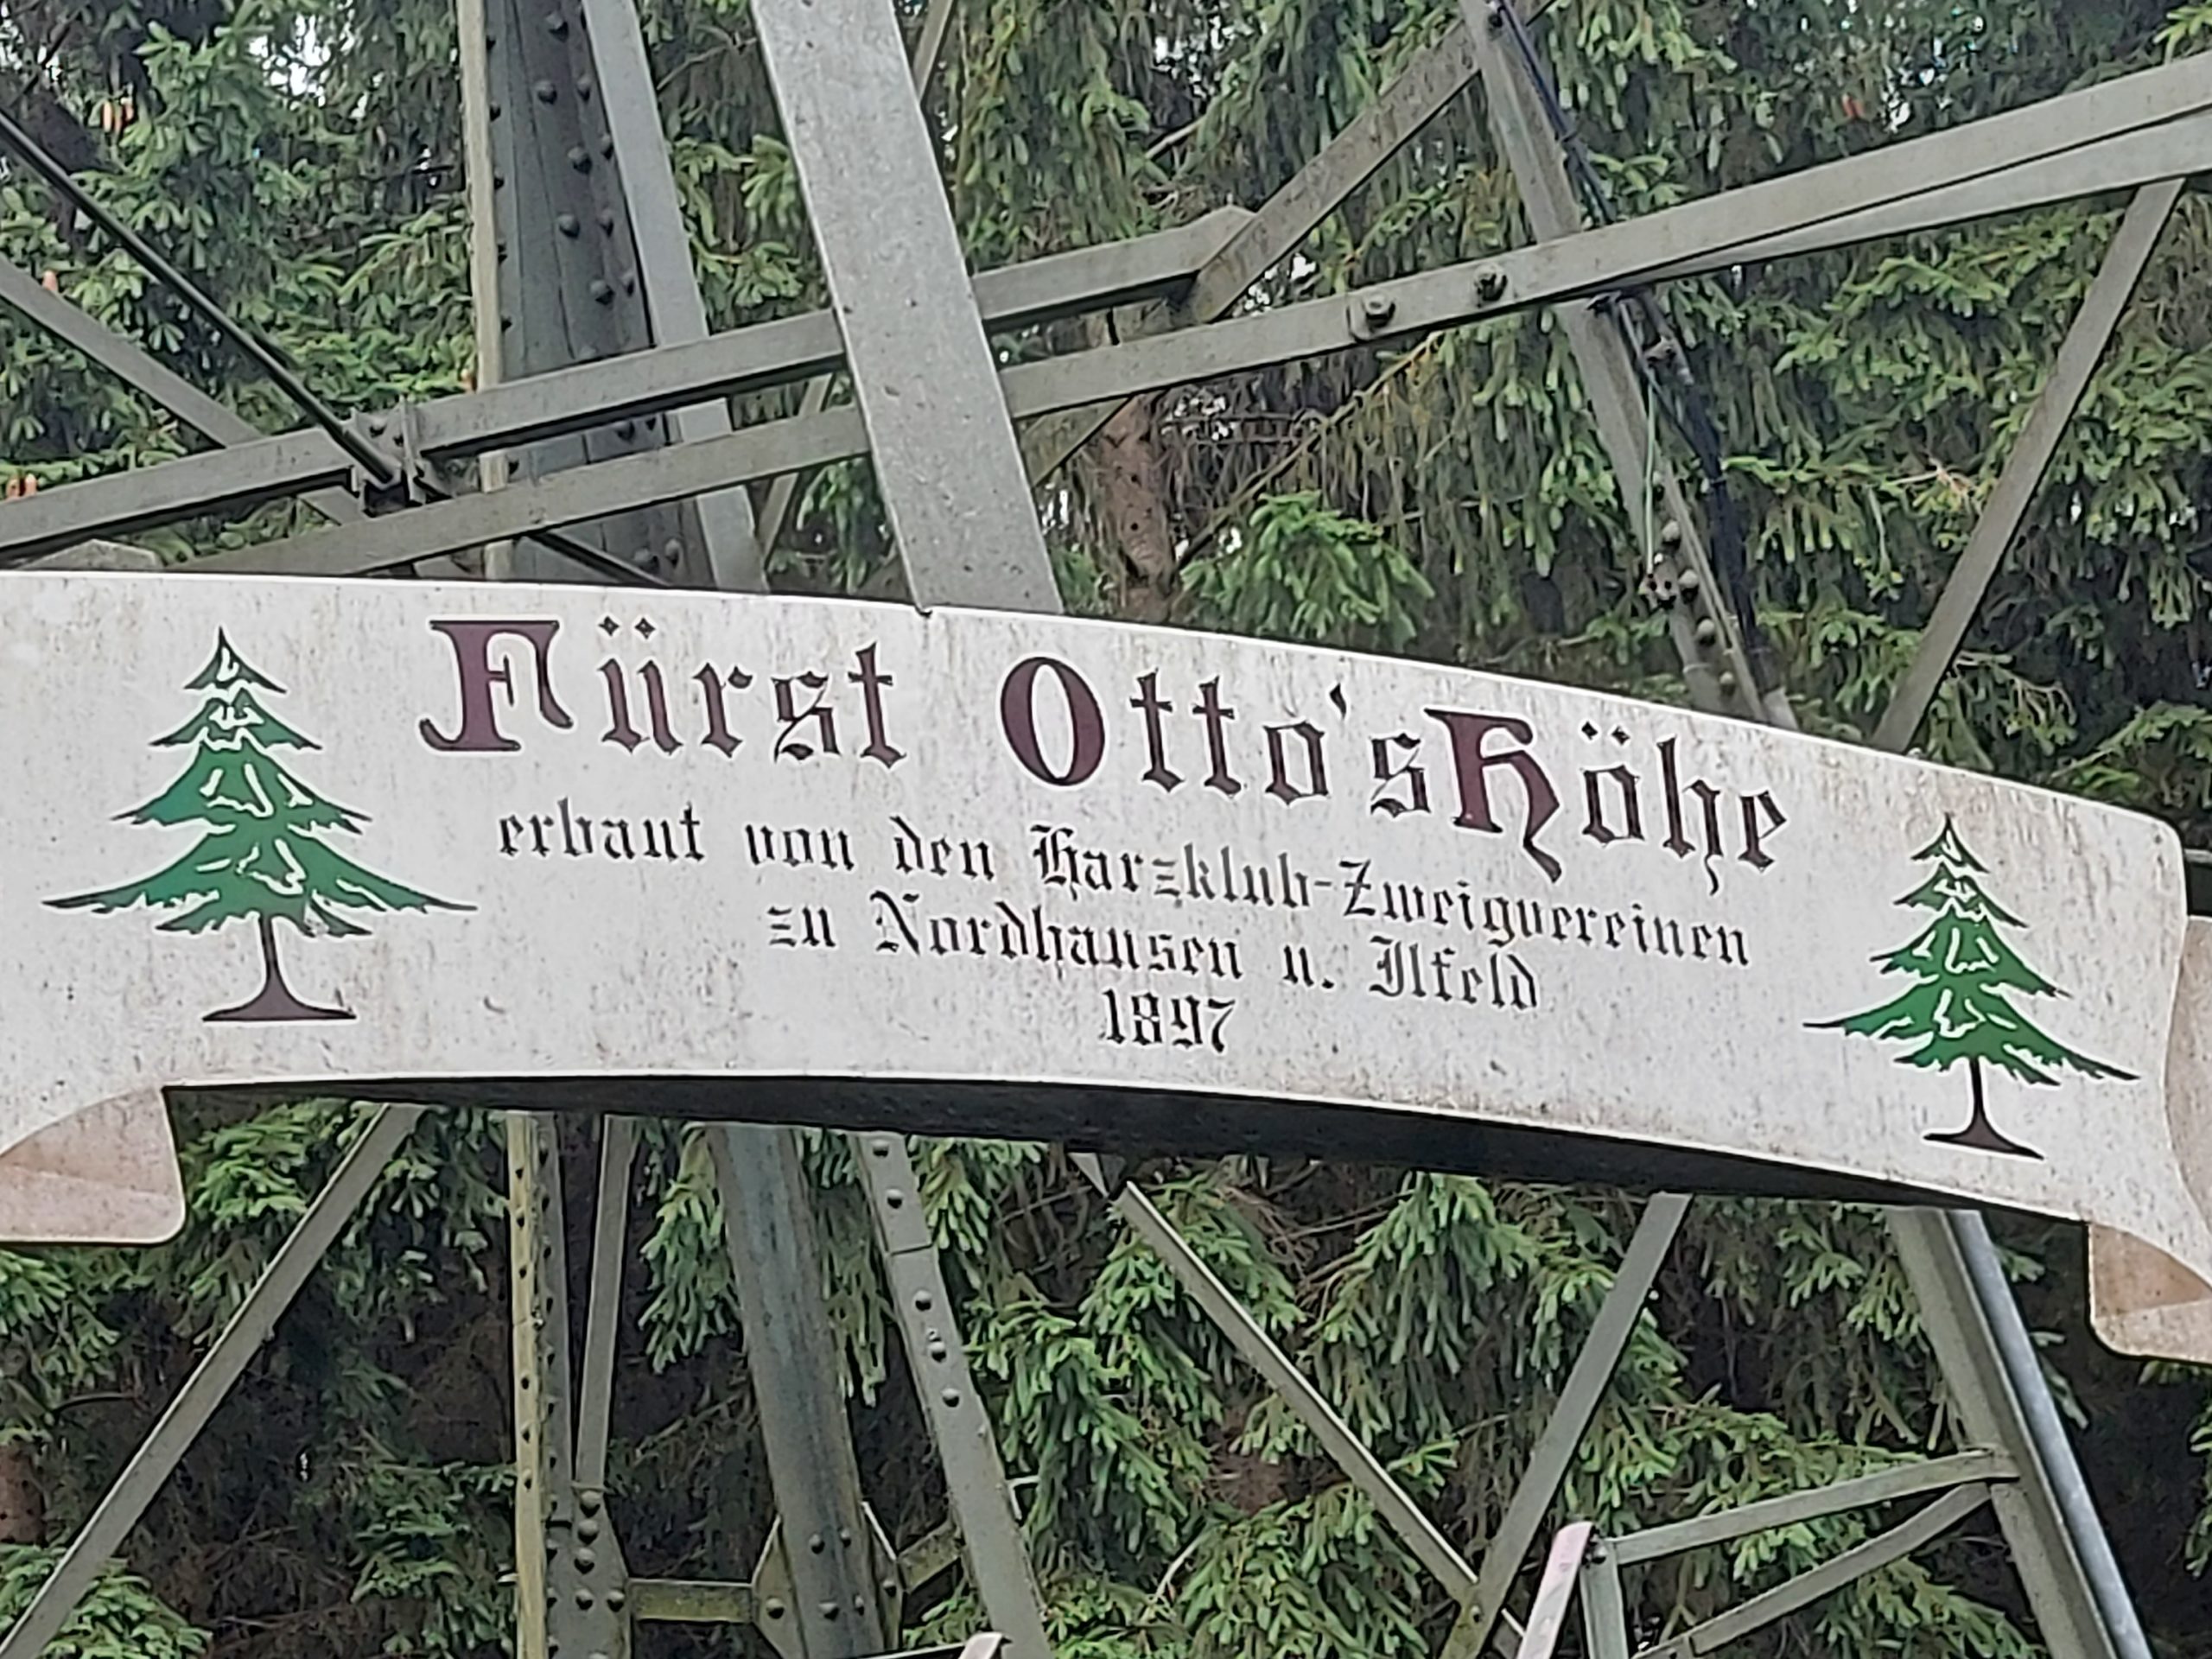 Fürst Otto's Höhe
erbaut von den Harzklub-Zweigvereinen
zu Nordhausen u. Ilfeld
1897